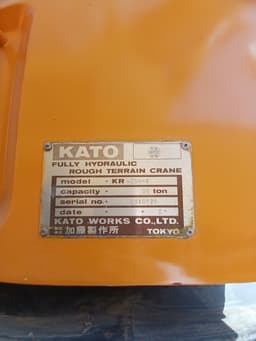 KATO
FULLY HYDRAULIC
ROUGH TERRAIN CRANE
model · KR
capacity · ton
serial no. ·
date · ·
KATO WORKS CO., LTD.
加藤製作所 TOKYO